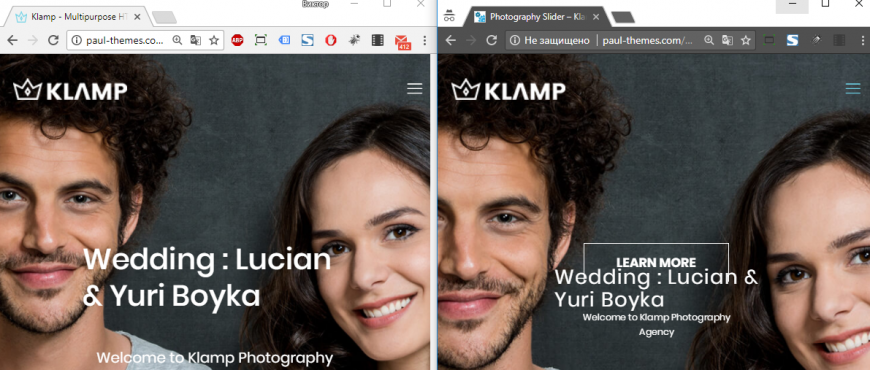 Виктор
Klamp - Multipurpose HT
paul-themes.co...
ABP
412
KLAMP
Wedding : Lucian
& Yuri Boyka
Welcome to Klamp Photography
Photography Slider – Kla
Не защищено
paul-themes.com/...
KLAMP
LEARN MORE
Wedding : Lucian &
Yuri Boyka
Welcome to Klamp Photography
Agency